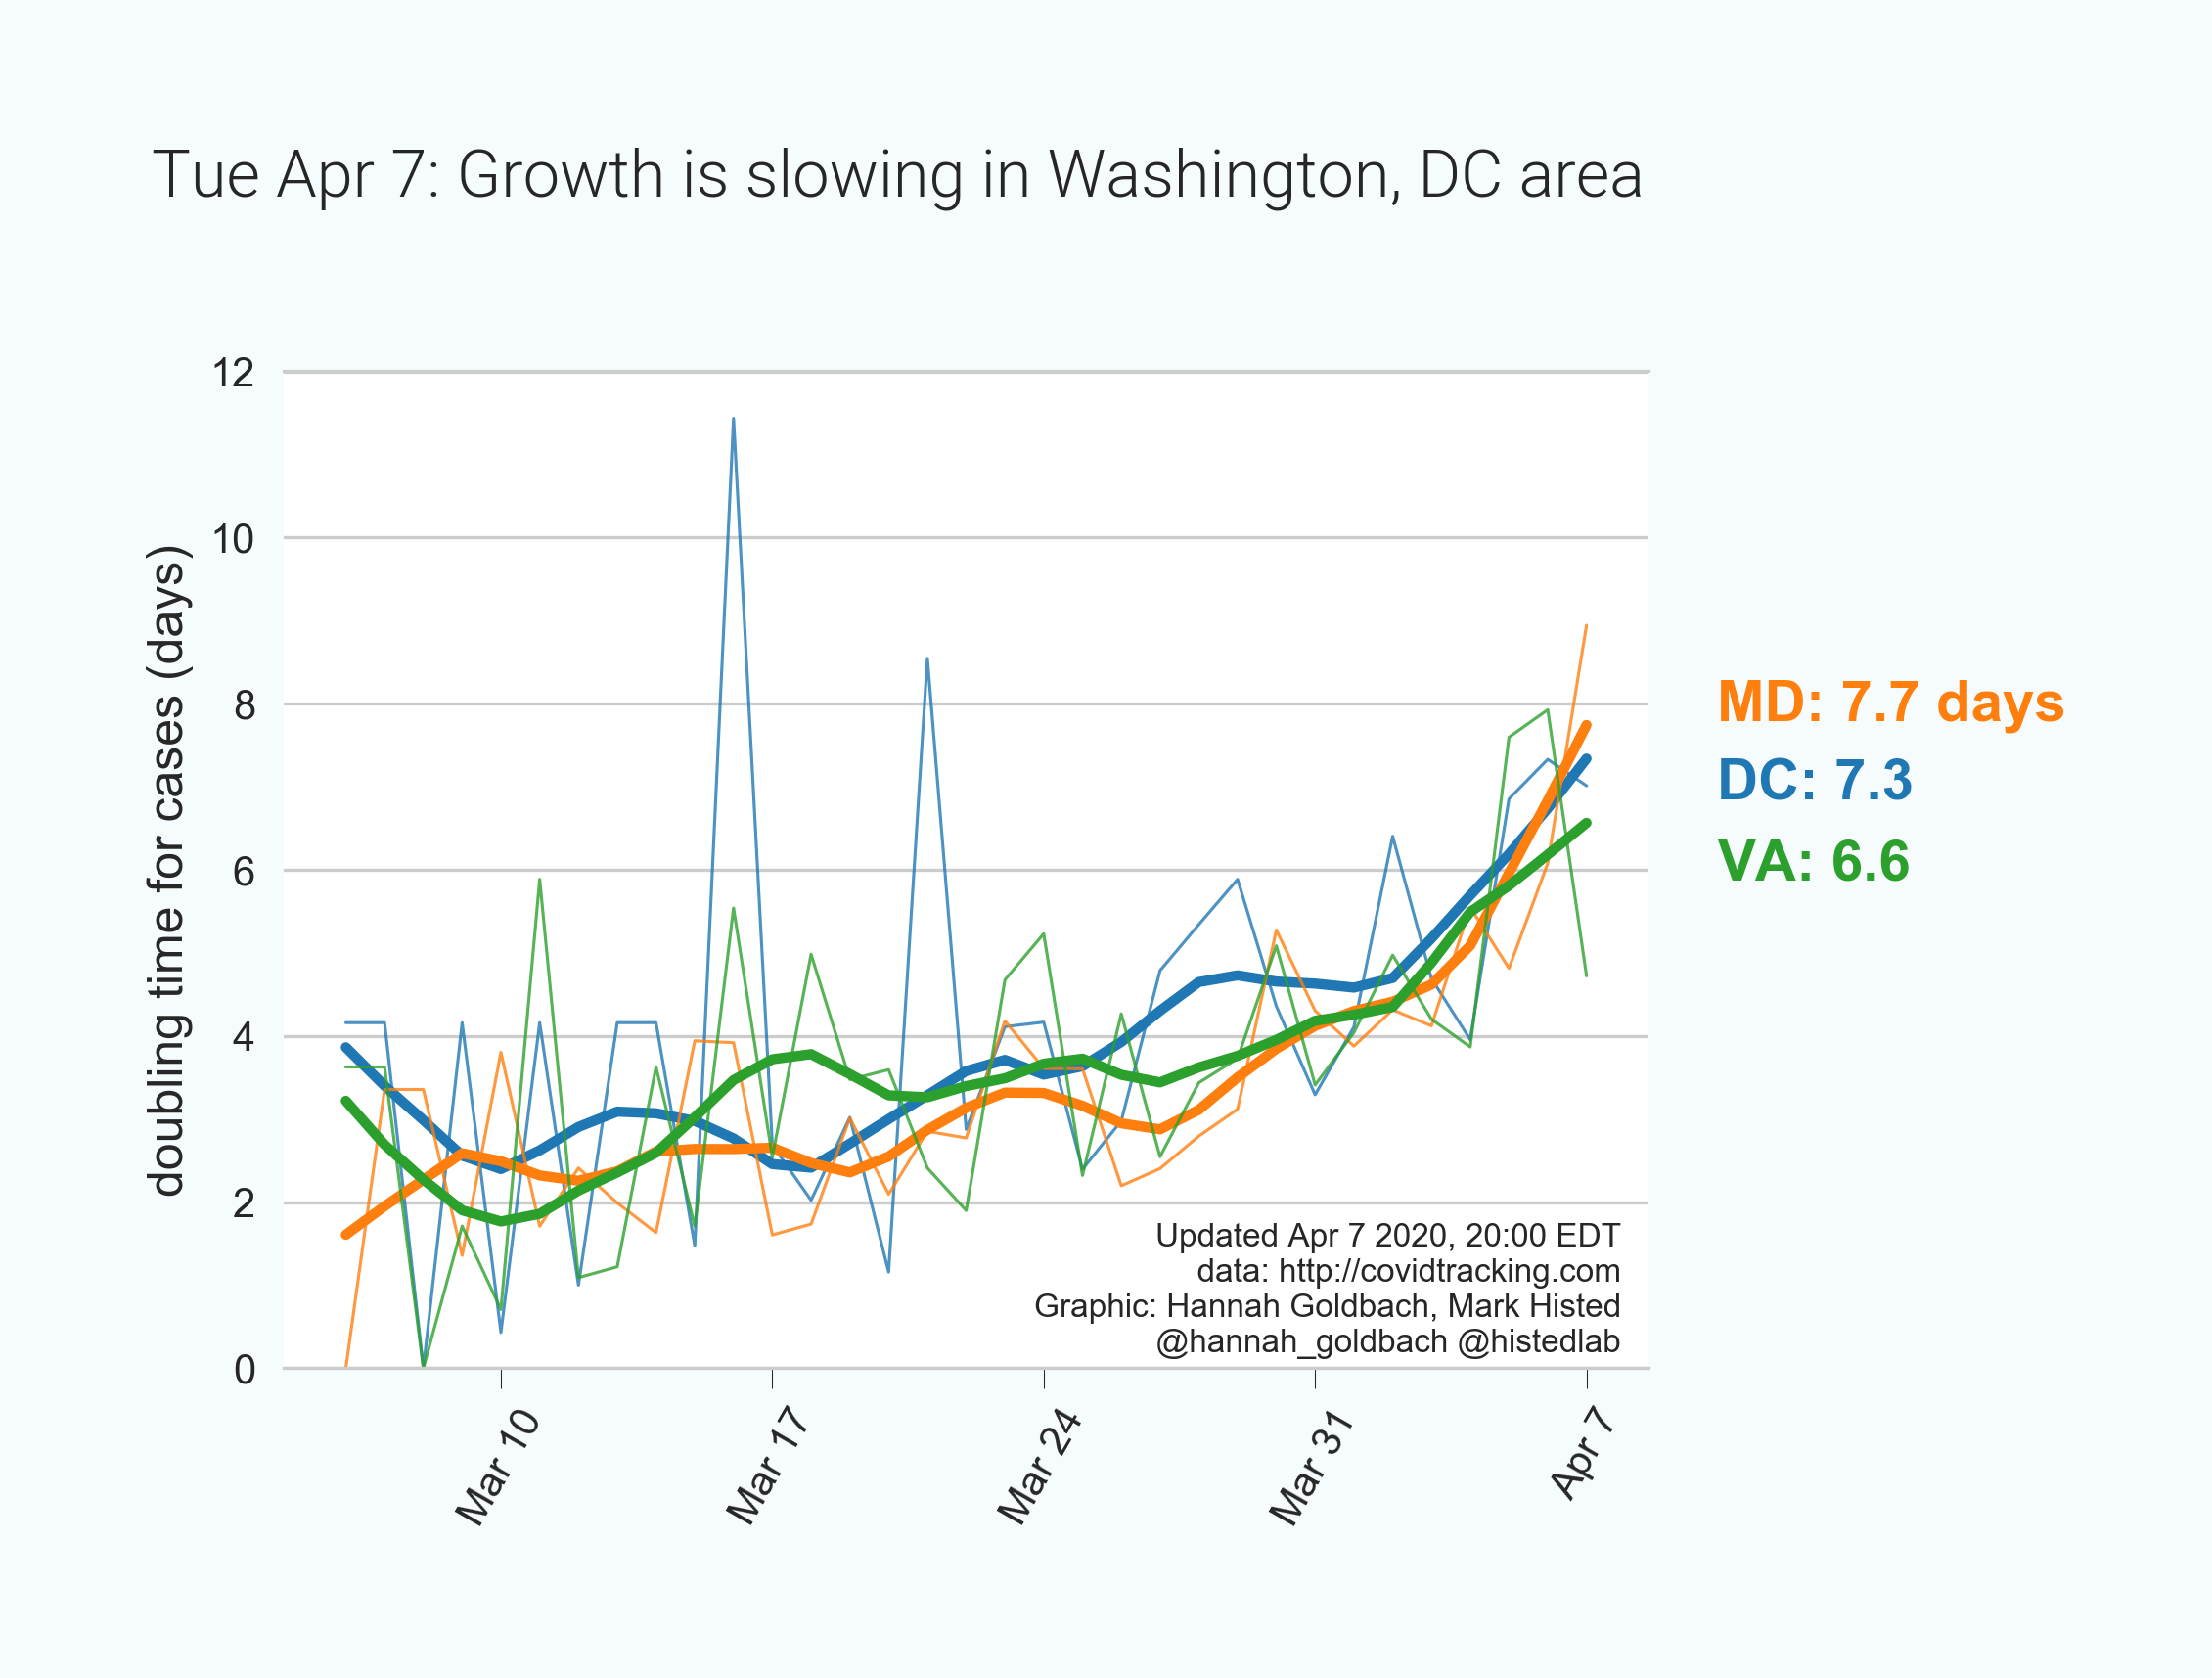 Tue Apr 7: Growth is slowing in Washington, DC area
doubling time for cases (days)
12
10
8
6
4
2
0
MD: 7.7 days
DC: 7.3
VA: 6.6
Updated Apr 7 2020, 20:00 EDT
data: http://covidtracking.com
Graphic: Hannah Goldbach, Mark Histed
@hannah_goldbach @histedlab
Mar 10
Mar 17
Mar 24
Mar 31
Apr 7